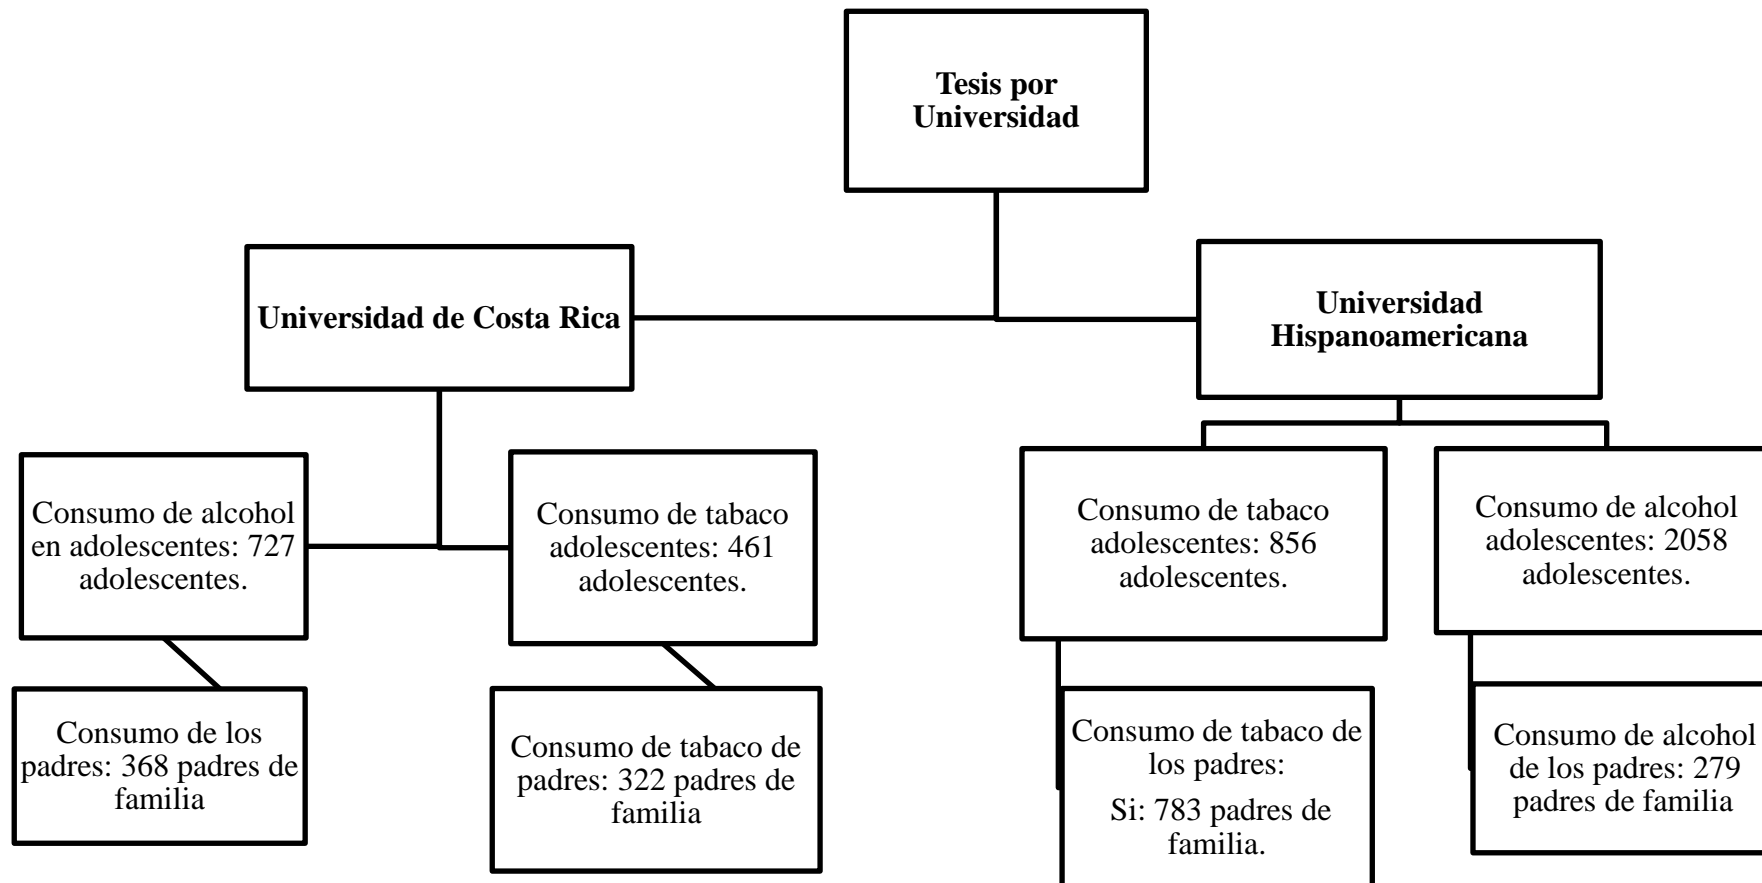 Tesis por
Universidad
Universidad de Costa Rica
Universidad
Hispanoamericana
Consumo de alcohol
en adolescentes: 727
adolescentes.
Consumo de tabaco
adolescentes: 461
adolescentes.
Consumo de tabaco
adolescentes: 856
adolescentes.
Consumo de alcohol
adolescentes: 2058
adolescentes.
Consumo de los
padres: 368 padres de
familia
Consumo de tabaco de
padres: 322 padres de
familia
Consumo de tabaco de
los padres:
Si: 783 padres de
familia.
Consumo de alcohol
de los padres: 279
padres de familia